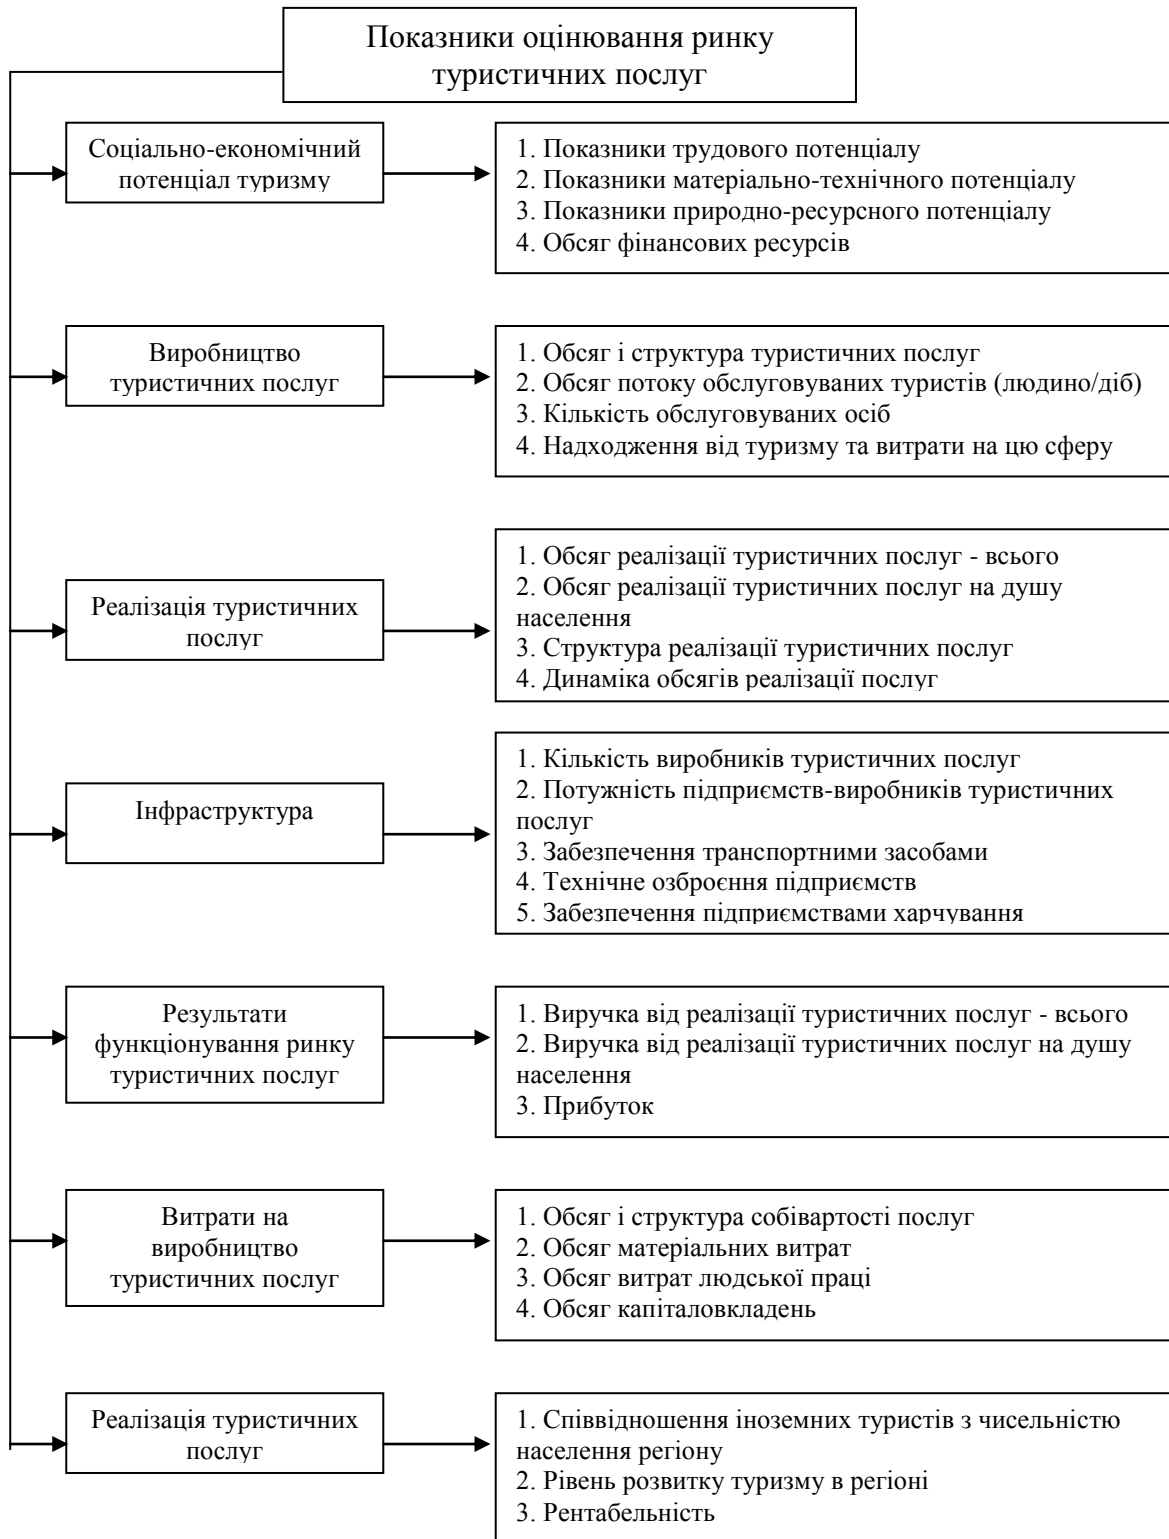 Показники оцінювання ринку
туристичних послуг
Соціально-економічний
потенціал туризму
1. Показники трудового потенціалу
2. Показники матеріально-технічного потенціалу
3. Показники природно-ресурсного потенціалу
4. Обсяг фінансових ресурсів
Виробництво
туристичних послуг
1. Обсяг і структура туристичних послуг
2. Обсяг потоку обслуговуваних туристів (людино/діб)
3. Кількість обслуговуваних осіб
4. Надходження від туризму та витрати на цю сферу
Реалізація туристичних
послуг
1. Обсяг реалізації туристичних послуг - всього
2. Обсяг реалізації туристичних послуг на душу
населення
3. Структура реалізації туристичних послуг
4. Динаміка обсягів реалізації послуг
Інфраструктура
1. Кількість виробників туристичних послуг
2. Потужність підприємств-виробників туристичних
послуг
3. Забезпечення транспортними засобами
4. Технічне озброєння підприємств
5. Забезпечення підприємствами харчування
Результати
функціонування ринку
туристичних послуг
1. Виручка від реалізації туристичних послуг - всього
2. Виручка від реалізації туристичних послуг на душу
населення
3. Прибуток
Витрати на
виробництво
туристичних послуг
1. Обсяг і структура собівартості послуг
2. Обсяг матеріальних витрат
3. Обсяг витрат людської праці
4. Обсяг капіталовкладень
Реалізація туристичних
послуг
1. Співвідношення іноземних туристів з чисельністю
населення регіону
2. Рівень розвитку туризму в регіоні
3. Рентабельність